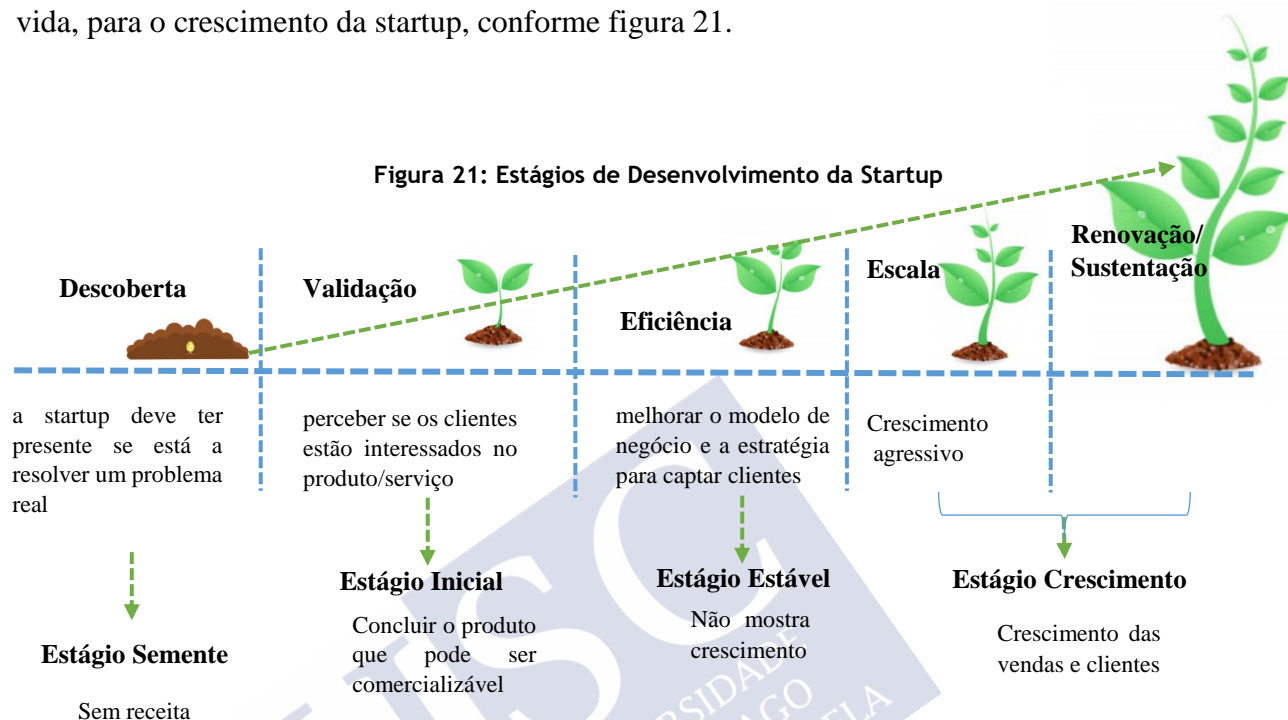 vida, para o crescimento da startup, conforme figura 21.
Figura 21: Estágios de Desenvolvimento da Startup
Descoberta
Validação
Eficiência
Escala
Renovação/
Sustentação
a startup deve ter
presente se está a
resolver um problema
real
perceber se os clientes
estão interessados no
produto/serviço
melhorar o modelo de
negócio e a estratégia
para captar clientes
Crescimento
agressivo
Estágio Semente
Sem receita
Estágio Inicial
Concluir o produto
que pode ser
comercializável
Estágio Estável
Não mostra
crescimento
Estágio Crescimento
Crescimento das
vendas e clientes
USC